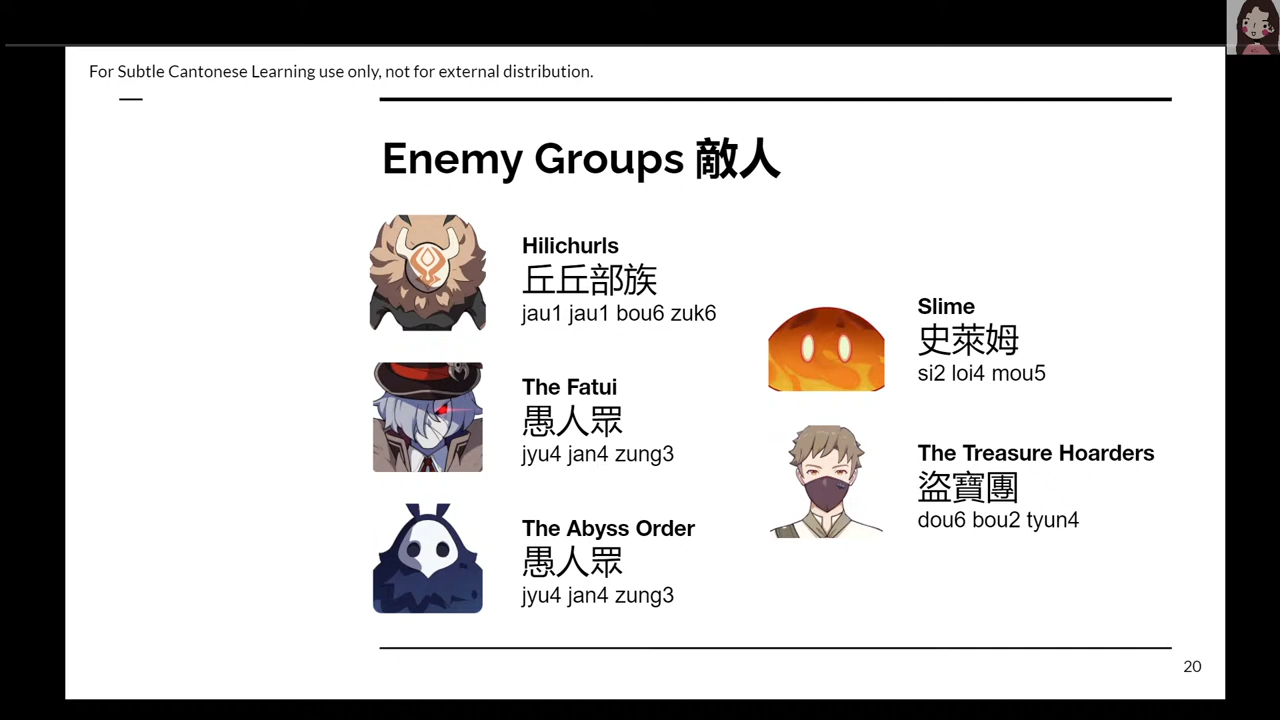 For Subtle Cantonese Learning use only, not for external distribution.
Enemy Groups 敵人
Hilichurls
丘丘部族
jau1 jau1 bou6 zuk6
The Fatui
愚人眾
jyu4 jan4 zung3
The Abyss Order
愚人眾
jyu4 jan4 zung3
Slime
史萊姆
si2 loi4 mou5
The Treasure Hoarders
盜寶團
dou6 bou2 tyun4
20